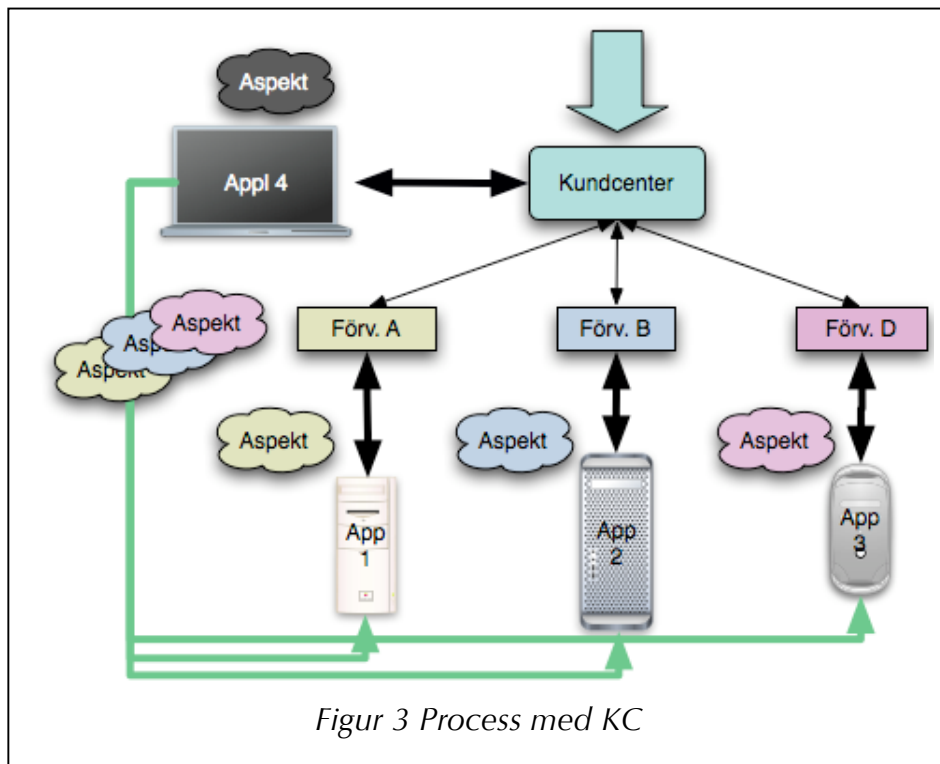 Aspekt
Appl 4
Kundcenter
Förv. A
Förv. B
Förv. D
Aspekt
Aspekt
Aspekt
Aspekt
Aspekt
Aspekt
App
1
App
2
App
3
Figur 3 Process med KC